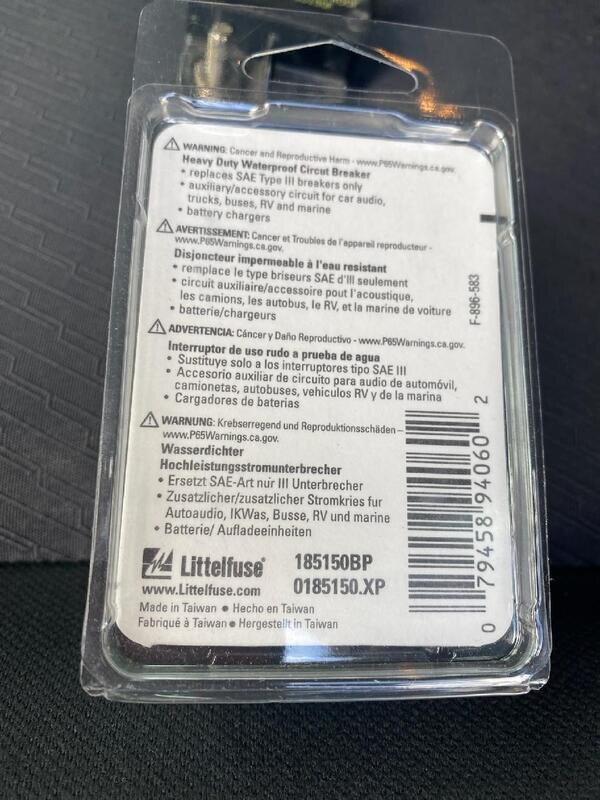 ⚠ WARNING: Cancer and Reproductive Harm - www.P65Warnings.ca.gov.
Heavy Duty Waterproof Circut Breaker
• replaces SAE Type III breakers only
• auxiliary/accessory circuit for car audio,
trucks, buses, RV and marine
• battery chargers
⚠ AVERTISSEMENT: Cancer et Troubles de l'appareil reproducteur -
www.P65Warnings.ca.gov.
Disjoncteur impermeable à l'eau resistant
• remplace le type briseurs SAE d'III seulement
• circuit auxiliaire/accessoire pout l'acoustique,
les camions, les autobus, le RV, et la marine de voiture
• batterie/chargeurs
⚠ ADVERTENCIA: Cáncer y Daño Reproductivo - www.P65Warnings.ca.gov.
Interruptor de uso rudo a prueba de agua
• Sustituye solo a los interruptores tipo SAE III
• Accesorio auxiliar de circuito para audio de automóvil,
camionetas, autobuses, vehiculos RV y de la marina
• Cargadores de baterias
⚠ WARNUNG: Krebserregend und Reproduktionsschäden –
www.P65Warnings.ca.gov.
Wasserdichter
Hochleistungsstromunterbrecher
• Ersetzt SAE-Art nur III Unterbrecher
• Zusatzlicher/zusatzlicher Stromkries fur
Autoaudio, IKWas, Busse, RV und marine
• Batterie/ Aufladeeinheiten
Littelfuse®
www.Littelfuse.com
185150BP
0185150.XP
Made in Taiwan ● Hecho en Taiwan
Fabriqué à Taiwan ● Hergestellt in Taiwan
F-896-583
0 79458 94060 2